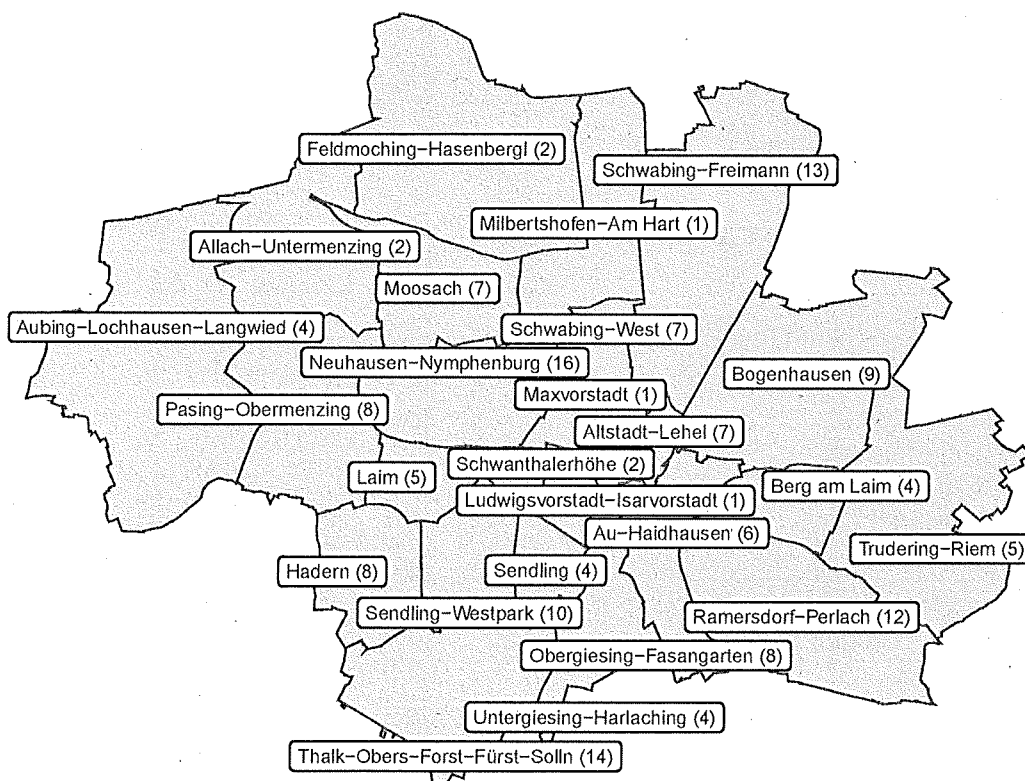 Feldmoching-Hasenbergl (2)
Schwabing-Freimann (13)
Milbertshofen-Am Hart (1)
Allach-Untermenzing (2)
Moosach (7)
Aubing-Lochhausen-Langwied (4)
Schwabing-West (7)
Neuhausen-Nymphenburg (16)
Bogenhausen (9)
Maxvorstadt (1)
Pasing-Obermenzing (8)
Altstadt-Lehel (7)
Schwanthalerhöhe (2)
Laim (5)
Berg am Laim (4)
Ludwigsvorstadt-Isarvorstadt (1)
Au-Haidhausen (6)
Trudering-Riem (5)
Hadern (8)
Sendling (4)
Sendling-Westpark (10)
Ramersdorf-Perlach (12)
Obergiesing-Fasangarten (8)
Untergiesing-Harlaching (4)
Thalk-Obers-Forst-Fürst-Solln (14)